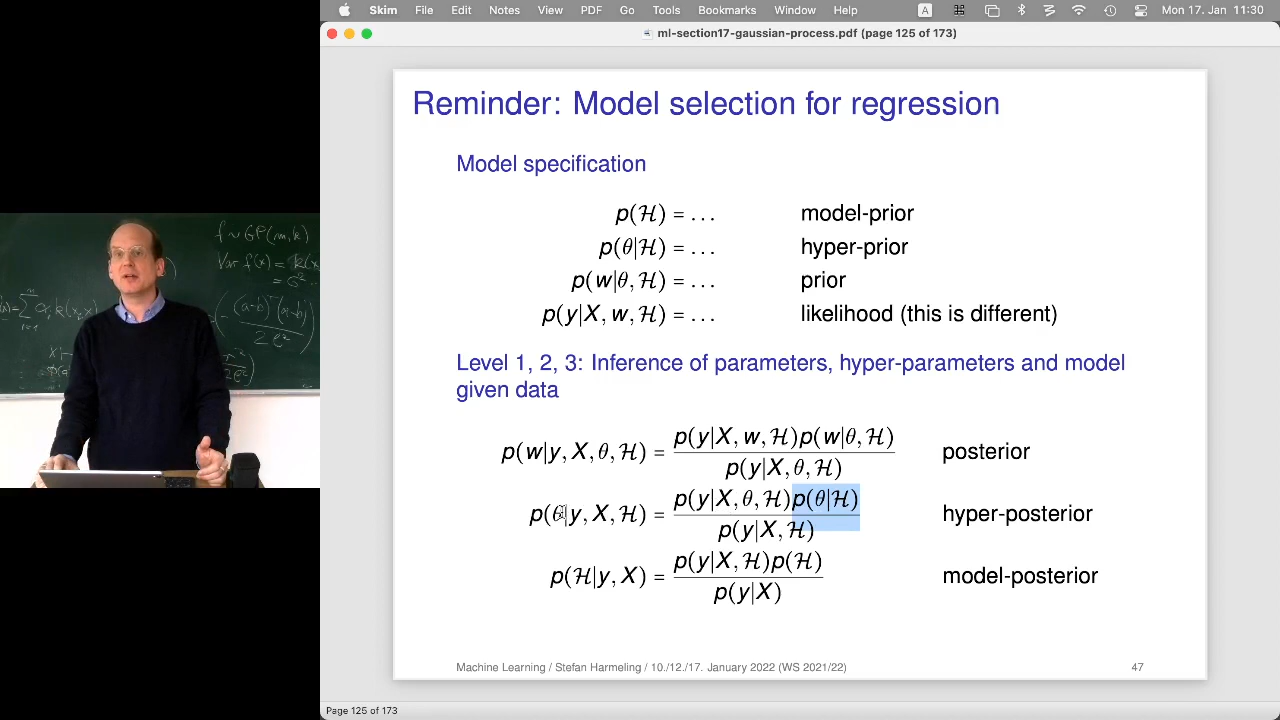 Skim File Edit Notes View PDF Go Tools Bookmarks Window Help A Mon 17. Jan 11:30
ml-section17-gaussian-process.pdf (page 125 of 173)
Reminder: Model selection for regression
Model specification
p(ℋ) = … model-prior
p(θ|ℋ) = … hyper-prior
p(w|θ, ℋ) = … prior
p(y|X, w, ℋ) = … likelihood (this is different)
Level 1, 2, 3: Inference of parameters, hyper-parameters and model
given data
p(w|y, X, θ, ℋ) = p(y|X, w, ℋ)p(w|θ, ℋ) / p(y|X, θ, ℋ) posterior
p(θ|y, X, ℋ) = p(y|X, θ, ℋ)p(θ|ℋ) / p(y|X, ℋ) hyper-posterior
p(ℋ|y, X) = p(y|X, ℋ)p(ℋ) / p(y|X) model-posterior
Machine Learning / Stefan Harmeling / 10./12./17. January 2022 (WS 2021/22) 47
Page 125 of 173
f ~ GP(m, k)
Var f(x) = k(x
= σ²